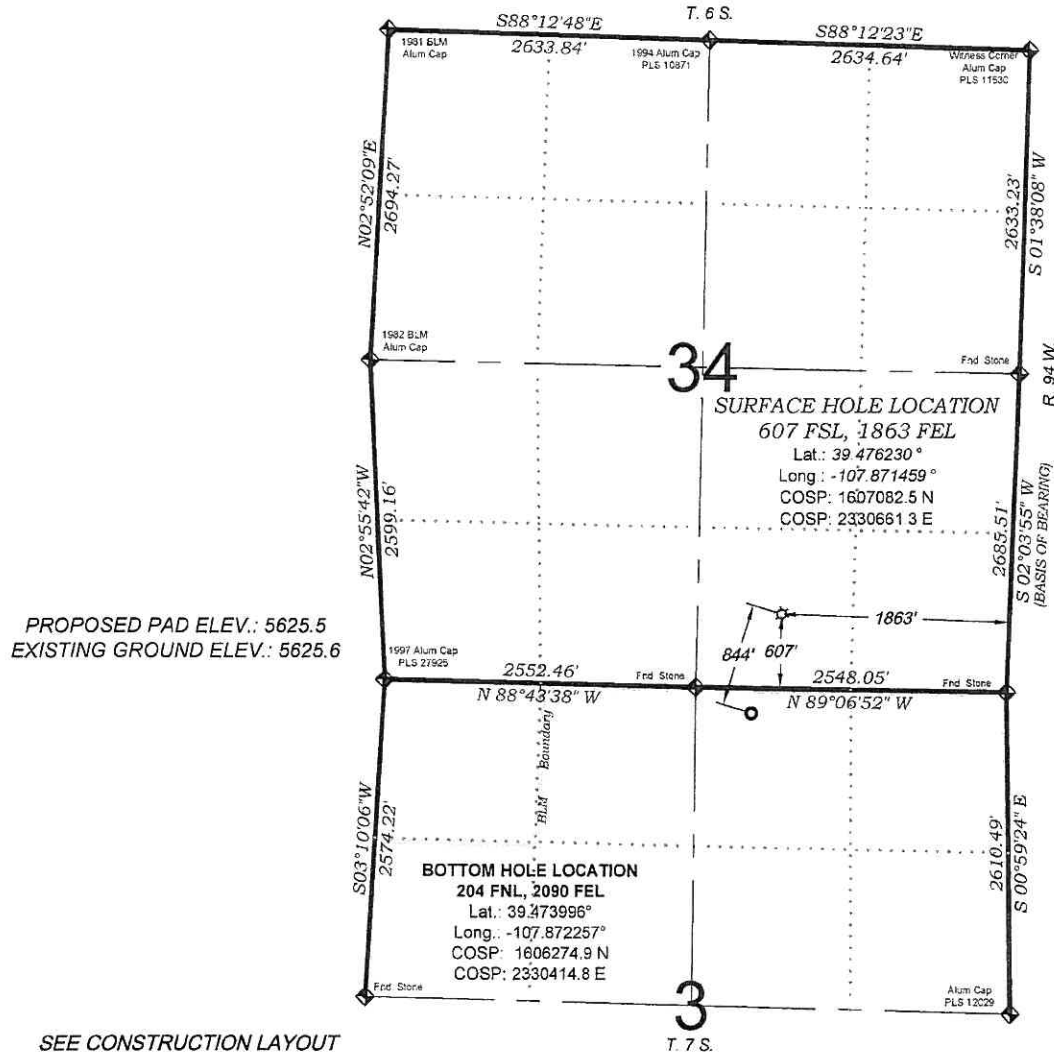 T. 6 S.
S88°12'48"E
2633.84'
S88°12'23"E
2634.64'
1981 BLM
Alum Cap
1994 Alum Cap
PLS 10871
Witness Corner
Alum Cap
PLS 11530
N02°52'09"E
2694.27'
2633.23'
S 01°38'08" W
1982 BLM
Alum Cap
34
Fnd Stone
R. 94 W.
SURFACE HOLE LOCATION
607 FSL, 1863 FEL
Lat.: 39.476230°
Long.: -107.871459°
COSP: 1607082.5 N
COSP: 2330661.3 E
N02°55'42"W
2599.16'
2685.51'
S 02°03'55" W
(BASIS OF BEARING)
PROPOSED PAD ELEV.: 5625.5
EXISTING GROUND ELEV.: 5625.6
1863'
844'
607'
1997 Alum Cap
PLS 27925
2552.46'
N 88°43'38" W
Fnd Stone
2548.05'
N 89°06'52" W
Fnd Stone
BLM Boundary
S03°10'06"W
2574.22'
2610.49'
S 00°59'24" E
BOTTOM HOLE LOCATION
204 FNL, 2090 FEL
Lat.: 39.473996°
Long.: -107.872257°
COSP: 1606274.9 N
COSP: 2330414.8 E
Fnd Stone
3
Alum Cap
PLS 12029
SEE CONSTRUCTION LAYOUT
T. 7 S.